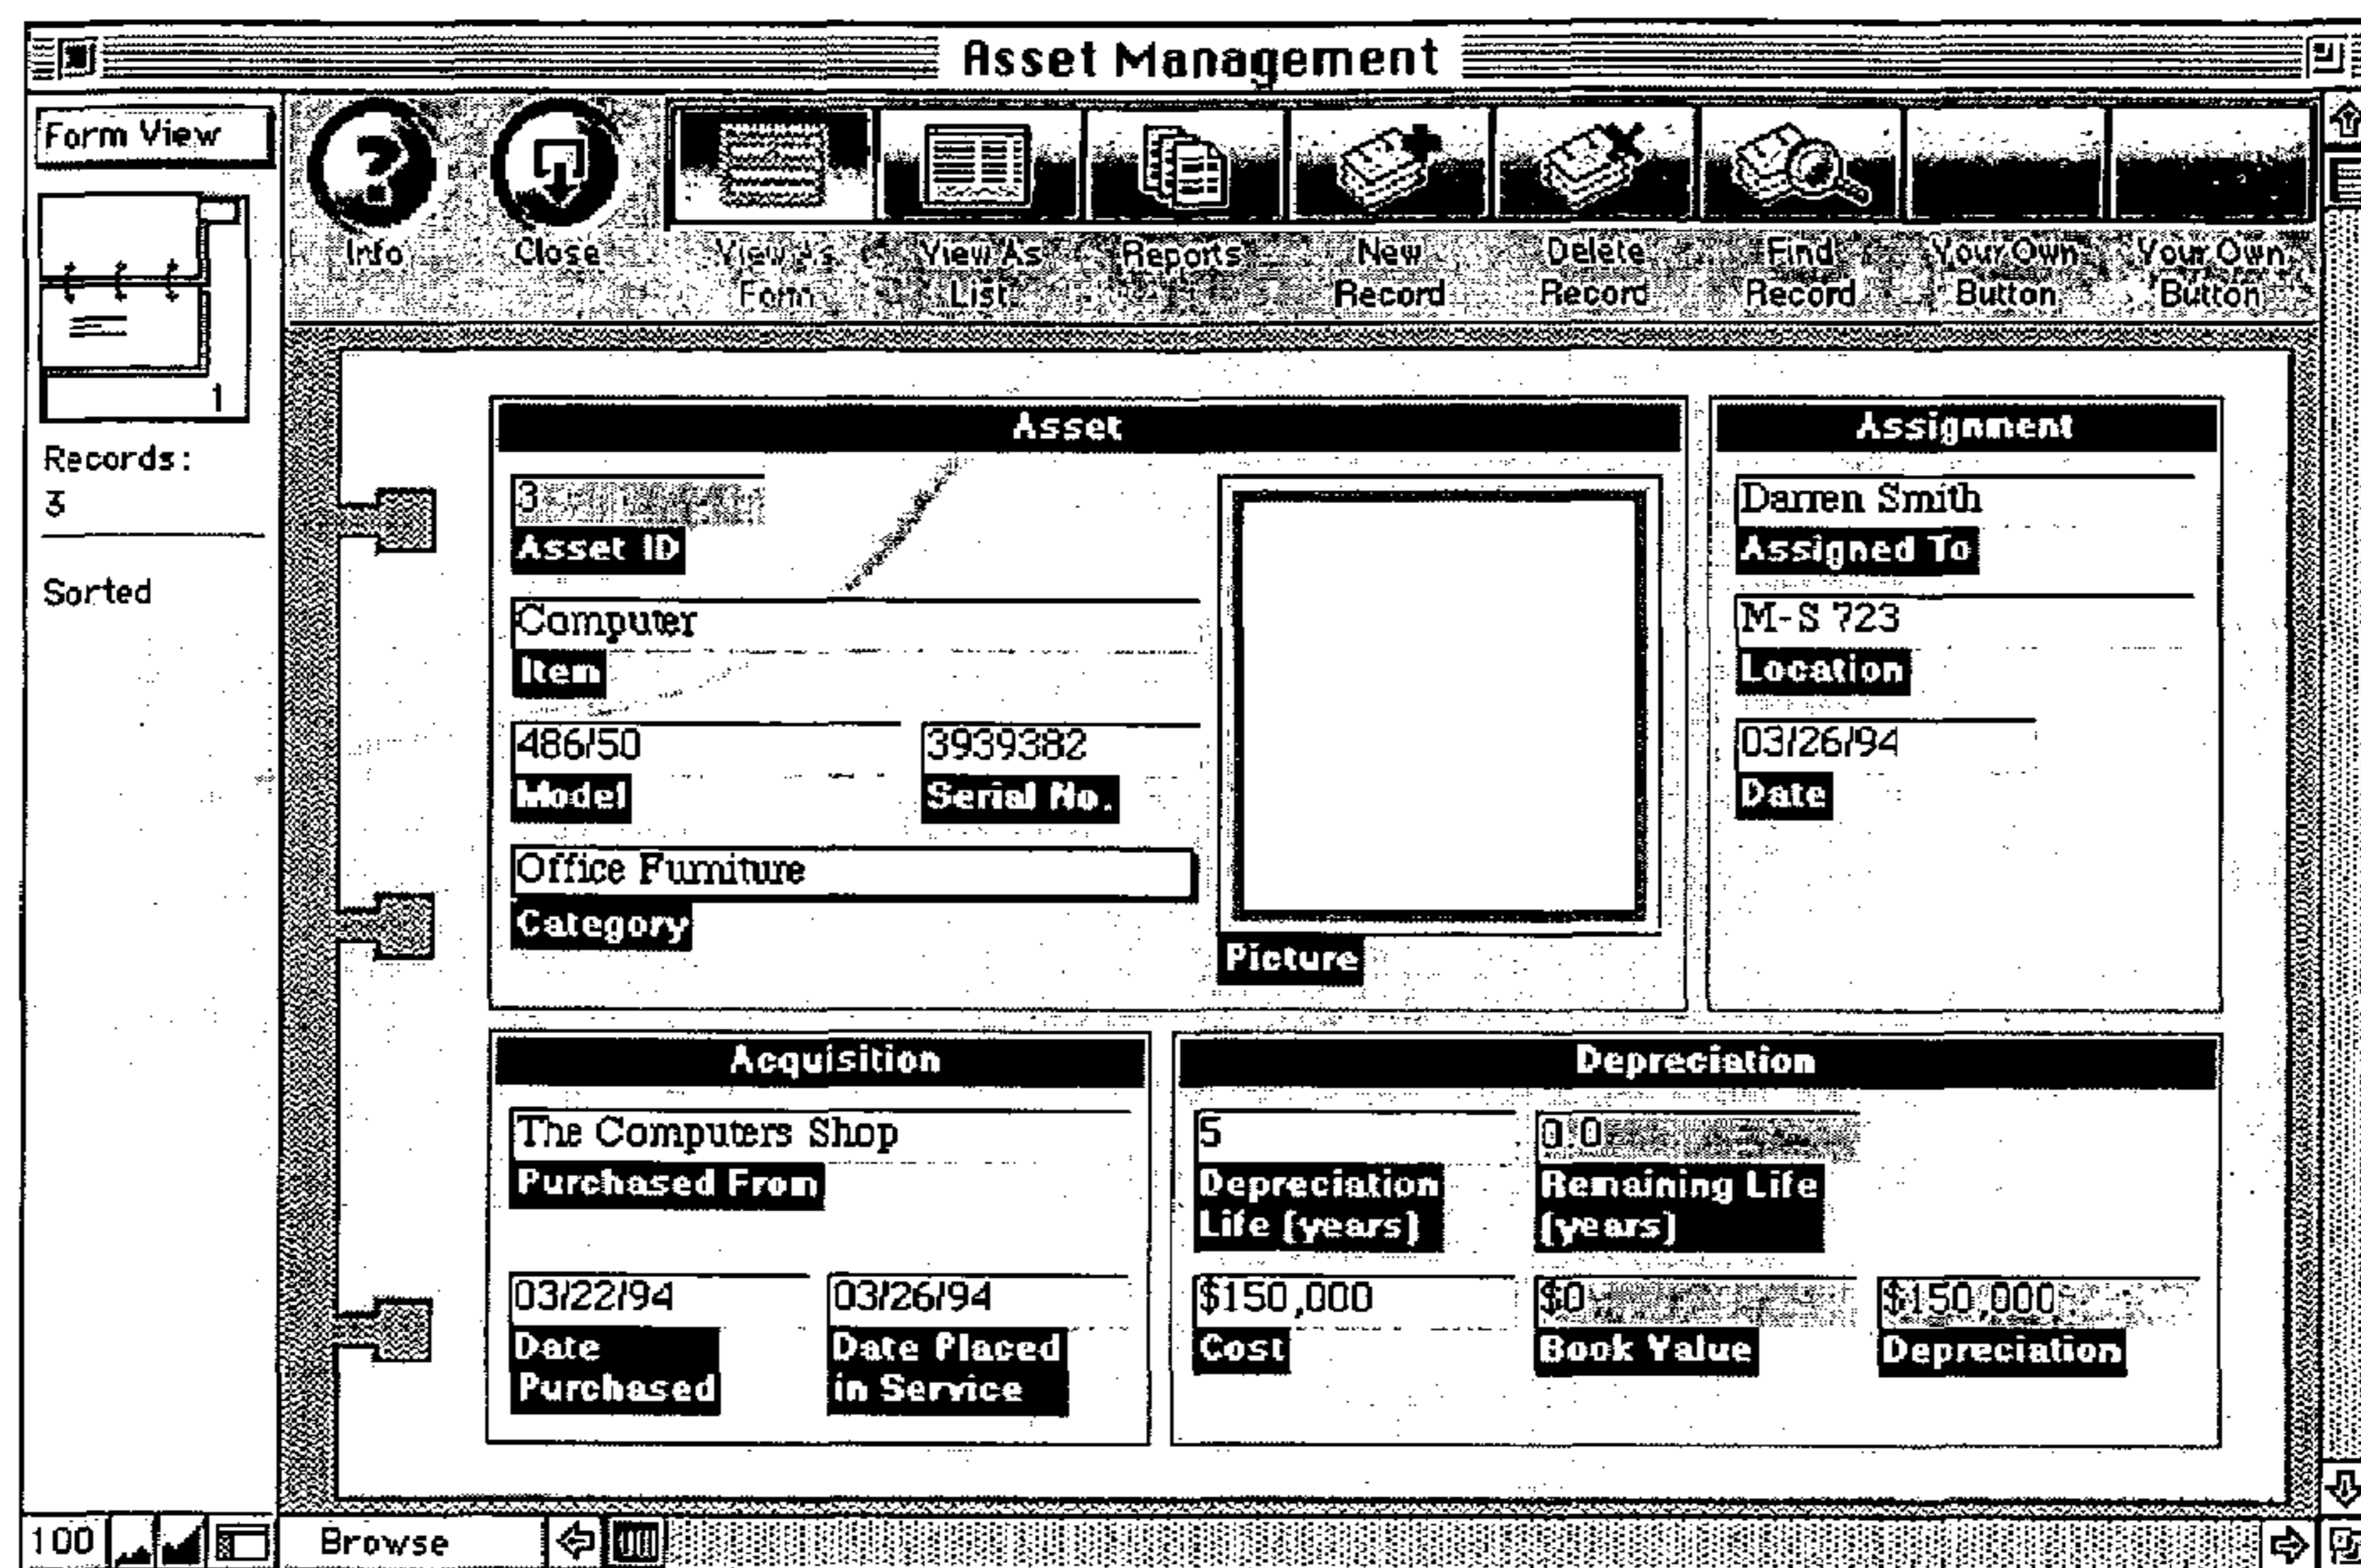 Asset Management
Form View
Info
Close
View As
Form
View As
List
Reports
New
Record
Delete
Record
Find
Record
Your Own
Button
Your Own
Button
1
Records:
3
Sorted
Asset
3
Asset ID
Computer
Item
486/50
Model
3939382
Serial No.
Office Furniture
Category
Picture
Assignment
Darren Smith
Assigned To
M-S 723
Location
03/26/94
Date
Acquisition
The Computers Shop
Purchased From
03/22/94
Date
Purchased
03/26/94
Date Placed
in Service
Depreciation
5
Depreciation
Life (years)
0.0
Remaining Life
(years)
$150,000
Cost
$0
Book Value
$150,000
Depreciation
100
Browse